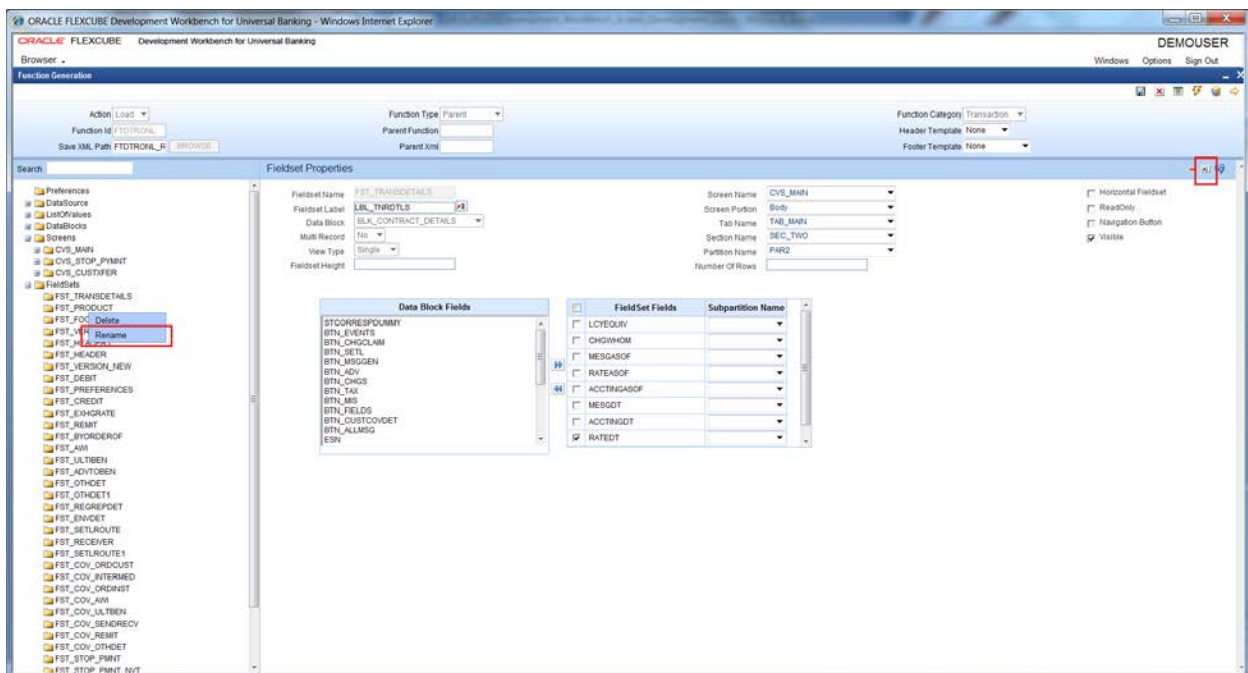 ORACLE FLEXCUBE Development Workbench for Universal Banking - Windows Internet Explorer
ORACLE FLEXCUBE Development Workbench for Universal Banking
DEMOUSER
Browser
Windows Options Sign Out
Function Generation
Action Load Function Type Parent Function Category Transaction
Function Id FTDTRONL Parent Function Header Template None
Save XML Path FTDTRONL_R BROWSE Parent Xml Footer Template None
Search
Fieldset Properties
Preferences
DataSource
ListOfValues
DataBlocks
Screens
CVS_MAIN
CVS_STOP_PYMNT
CVS_CUSTXFER
FieldSets
FST_TRANSDETAILS
FST_PRODUCT
Delete
Rename
FST_HEADER
FST_VERSION_NEW
FST_DEBIT
FST_PREFERENCES
FST_CREDIT
FST_EXHGRATE
FST_REMIT
FST_BYORDEROF
FST_AWI
FST_ULTIBEN
FST_ADVTOBEN
FST_OTHDET
FST_OTHDET1
FST_REGREPDET
FST_ENVDET
FST_SETLROUTE
FST_RECEIVER
FST_SETLROUTE1
FST_COV_ORDCUST
FST_COV_INTERMED
FST_COV_ORDINST
FST_COV_AWI
FST_COV_ULTBEN
FST_COV_SENDRECV
FST_COV_REMIT
FST_COV_OTHDET
FST_STOP_PMNT
FST_STOP_PMNT_NVT
Fieldset Name FST_TRANSDETAILS Screen Name CVS_MAIN Horizontal Fieldset
Fieldset Label LBL_TNRDTLS Screen Portion Body ReadOnly
Data Block BLK_CONTRACT_DETAILS Tab Name TAB_MAIN Navigation Button
Multi Record No Section Name SEC_TWO Visible
View Type Single Partition Name PAR2
Fieldset Height Number Of Rows
Data Block Fields
STCORRESPDUMMY
BTN_EVENTS
BTN_CHGCLAIM
BTN_SETL
BTN_MSGGEN
BTN_ADV
BTN_CHGS
BTN_TAX
BTN_MIS
BTN_FIELDS
BTN_CUSTCOVDET
BTN_ALLMSG
ESN
FieldSet Fields Subpartition Name
LCYEQUIV
CHGWHOM
MESGASOF
RATEASOF
ACCTINGASOF
MESGDT
ACCTINGDT
RATEDT